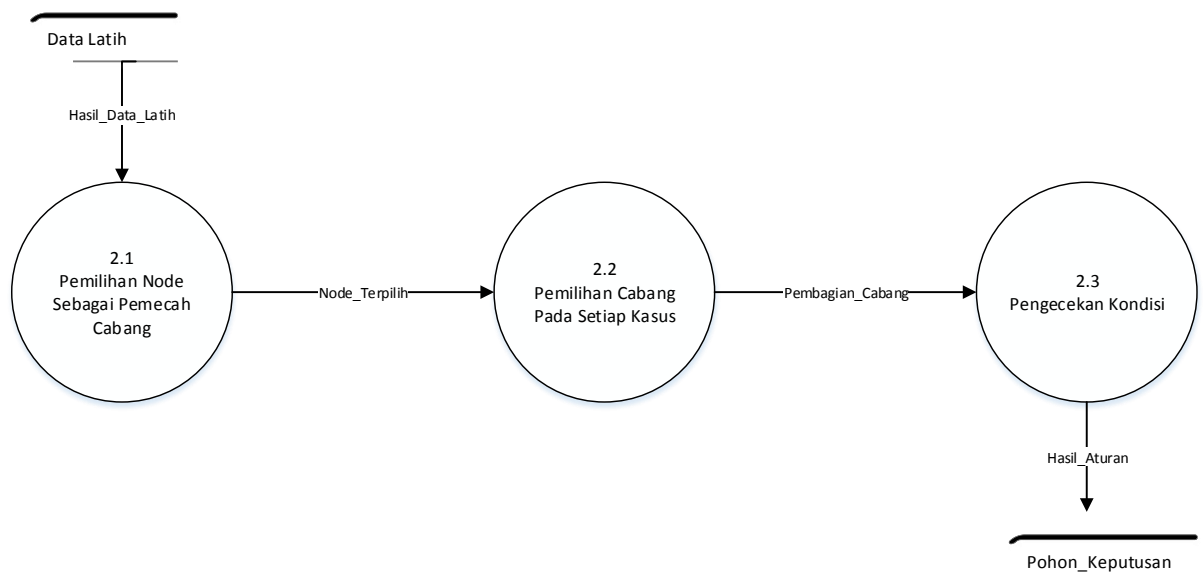 Data Latih
Hasil_Data_Latih
2.1
Pemilihan Node
Sebagai Pemecah
Cabang
Node_Terpilih
2.2
Pemilihan Cabang
Pada Setiap Kasus
Pembagian_Cabang
2.3
Pengecekan Kondisi
Hasil_Aturan
Pohon_Keputusan